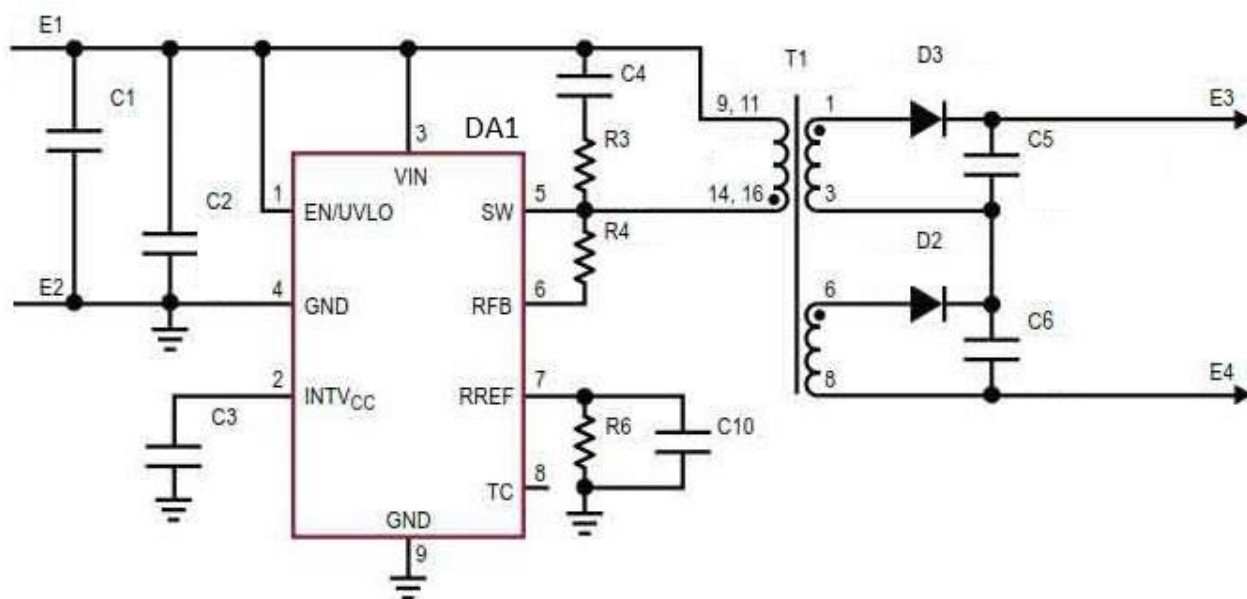 E1
C1
C2
E2
C3
DA1
3
VIN
1
EN/UVLO
4
GND
2
INTVCC
SW
5
RFB
6
RREF
7
TC
8
GND
9
C4
R3
R4
R6
C10
T1
9, 11
14, 16
1
3
6
8
D3
D2
C5
C6
E3
E4